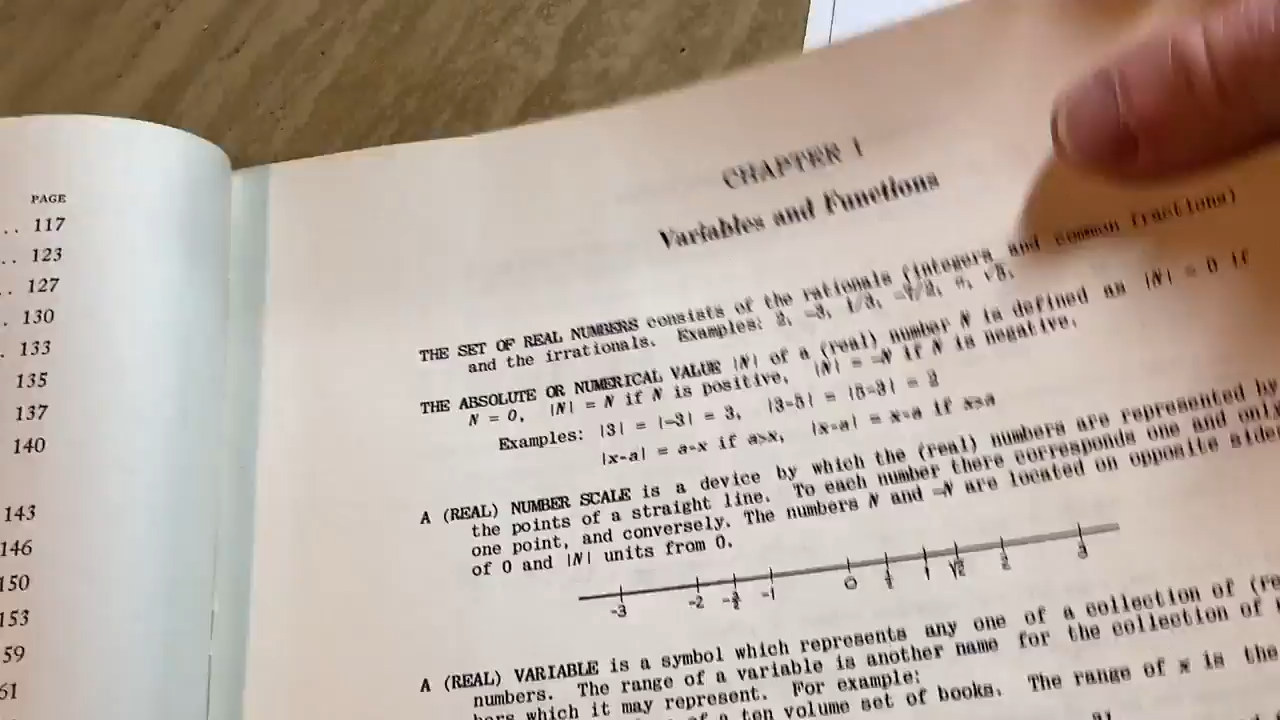 PAGE
.. 117
.. 123
.. 127
. 130
. 133
135
137
140
143
146
150
153
59
61
CHAPTER 1
Variables and Functions
THE SET OF REAL NUMBERS consists of the rationals (integers and common fractions)
and the irrationals. Examples: 2, -3, 1/3,
THE ABSOLUTE OR NUMERICAL VALUE |N| of a (real) number N is defined as |N| = 0 if
N = 0, |N| = N if N is positive, |N| = -N if N is negative.
Examples: |3| = |-3| = 3, |3-5| = |5-3| = 2
|x-a| = a-x if a>x, |x-a| = x-a if x>a
A (REAL) NUMBER SCALE is a device by which the (real) numbers are represented by
the points of a straight line. To each number there corresponds one and only
one point, and conversely. The numbers N and -N are located on opposite sides
of 0 and |N| units from 0.
-3 -2 -1 0 1 √2 3
A (REAL) VARIABLE is a symbol which represents any one of a collection of (re
numbers. The range of a variable is another name for the collection of
bers which it may represent. For example:
of a ten volume set of books. The range of x is the